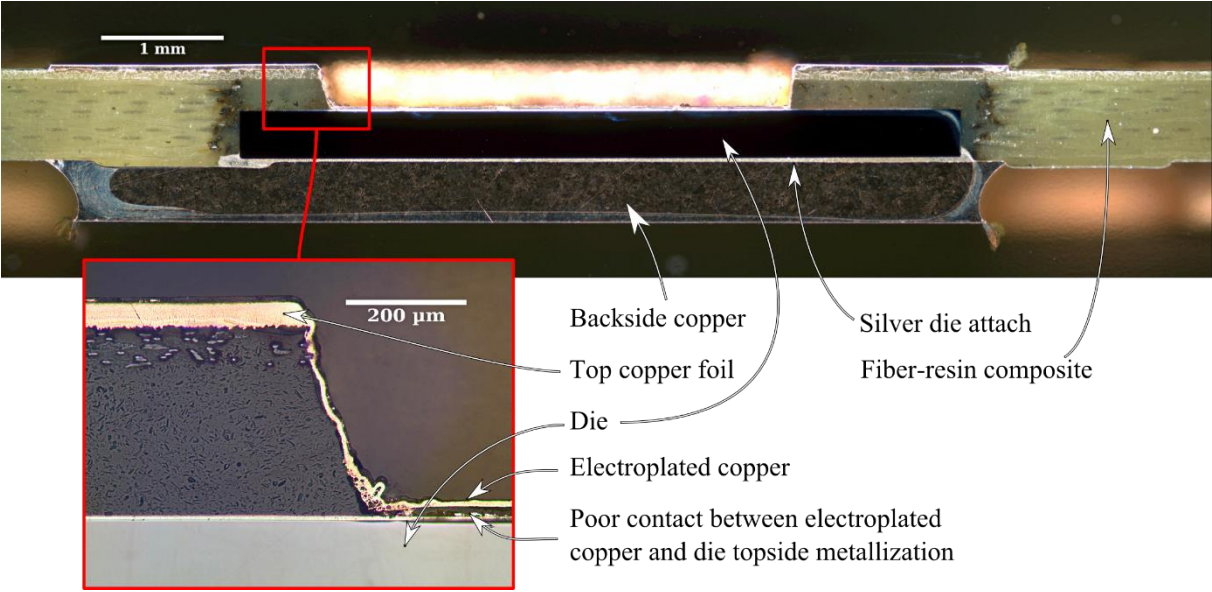 1 mm
200 µm
Backside copper
Silver die attach
Top copper foil
Fiber-resin composite
Die
Electroplated copper
Poor contact between electroplated
copper and die topside metallization